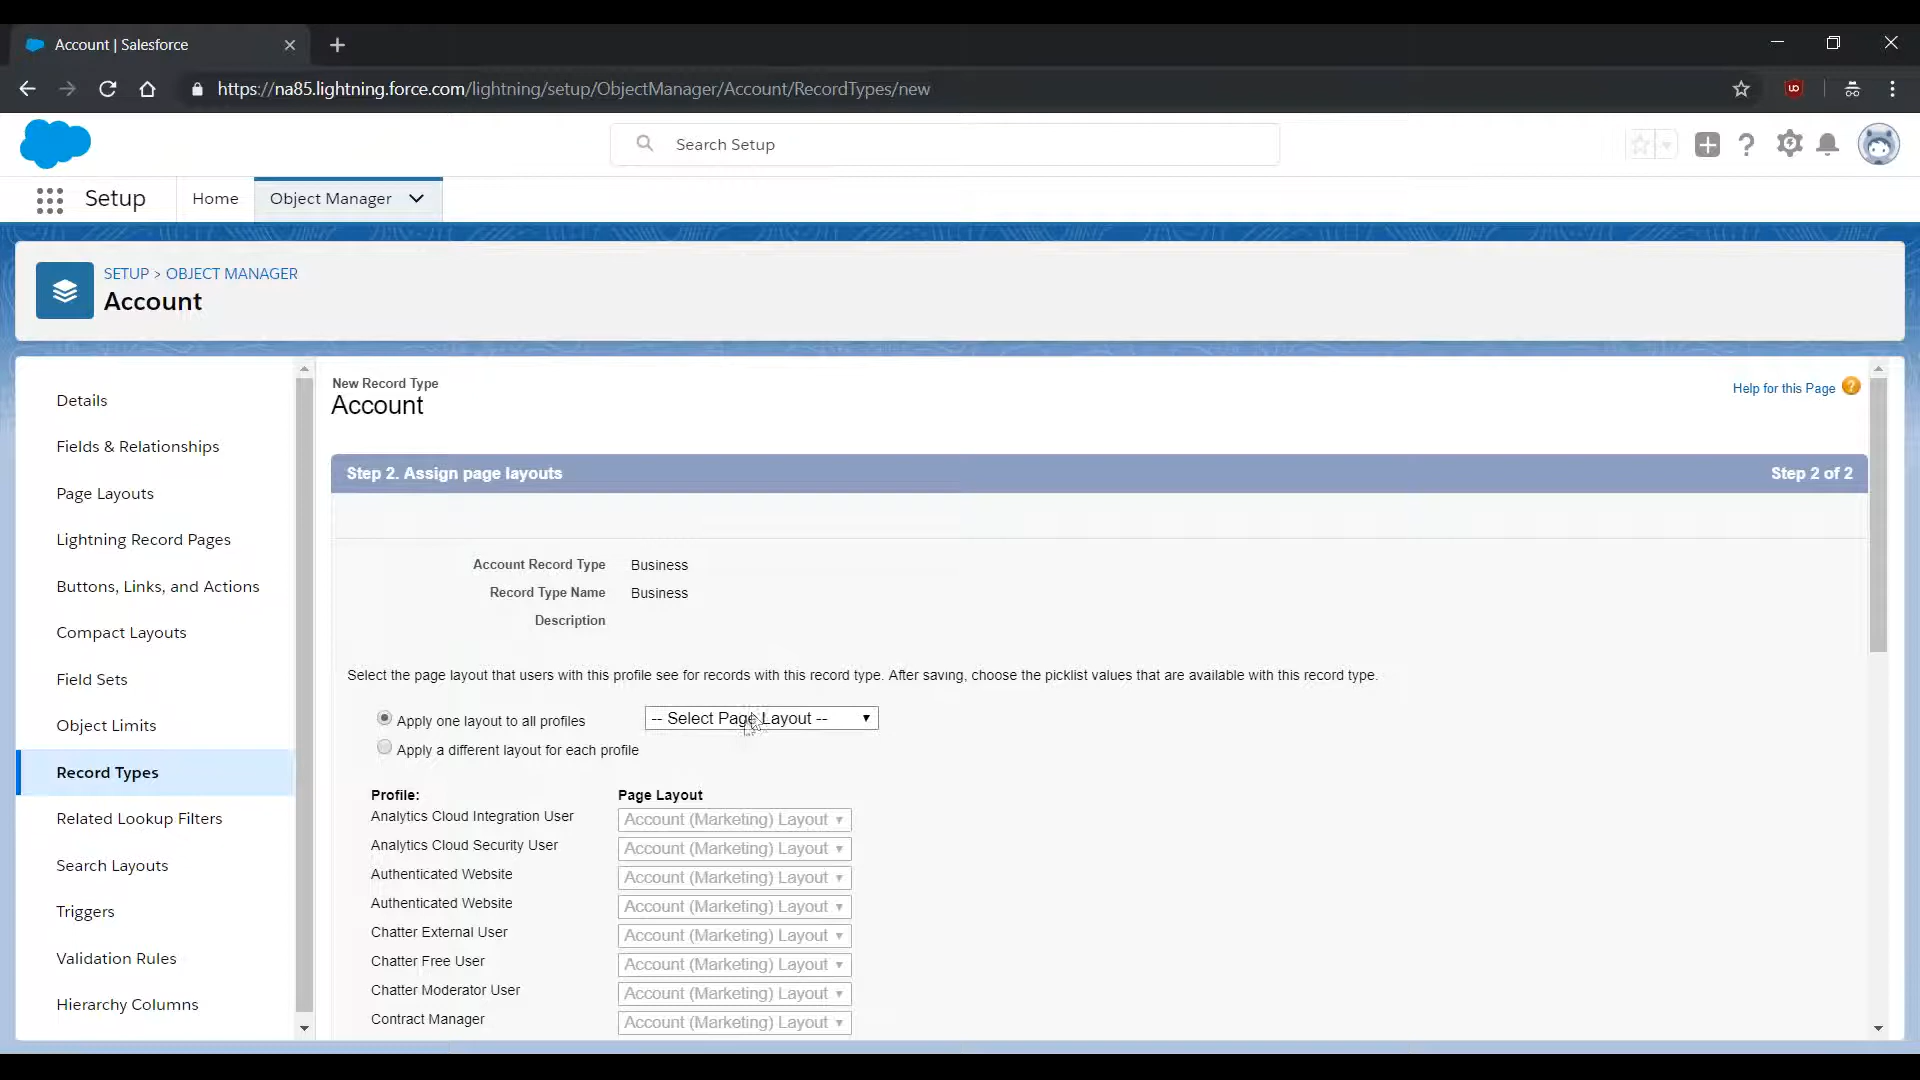 Account | Salesforce
https://na85.lightning.force.com/lightning/setup/ObjectManager/Account/RecordTypes/new
Search Setup
Setup
Home
Object Manager
SETUP > OBJECT MANAGER
Account
Details
Fields & Relationships
Page Layouts
Lightning Record Pages
Buttons, Links, and Actions
Compact Layouts
Field Sets
Object Limits
Record Types
Related Lookup Filters
Search Layouts
Triggers
Validation Rules
Hierarchy Columns
New Record Type
Account
Help for this Page ?
Step 2. Assign page layouts Step 2 of 2
Account Record Type Business
Record Type Name Business
Description
Select the page layout that users with this profile see for records with this record type. After saving, choose the picklist values that are available with this record type.
Apply one layout to all profiles -- Select Page Layout --
Apply a different layout for each profile
Profile: Page Layout
Analytics Cloud Integration User Account (Marketing) Layout
Analytics Cloud Security User Account (Marketing) Layout
Authenticated Website Account (Marketing) Layout
Authenticated Website Account (Marketing) Layout
Chatter External User Account (Marketing) Layout
Chatter Free User Account (Marketing) Layout
Chatter Moderator User Account (Marketing) Layout
Contract Manager Account (Marketing) Layout